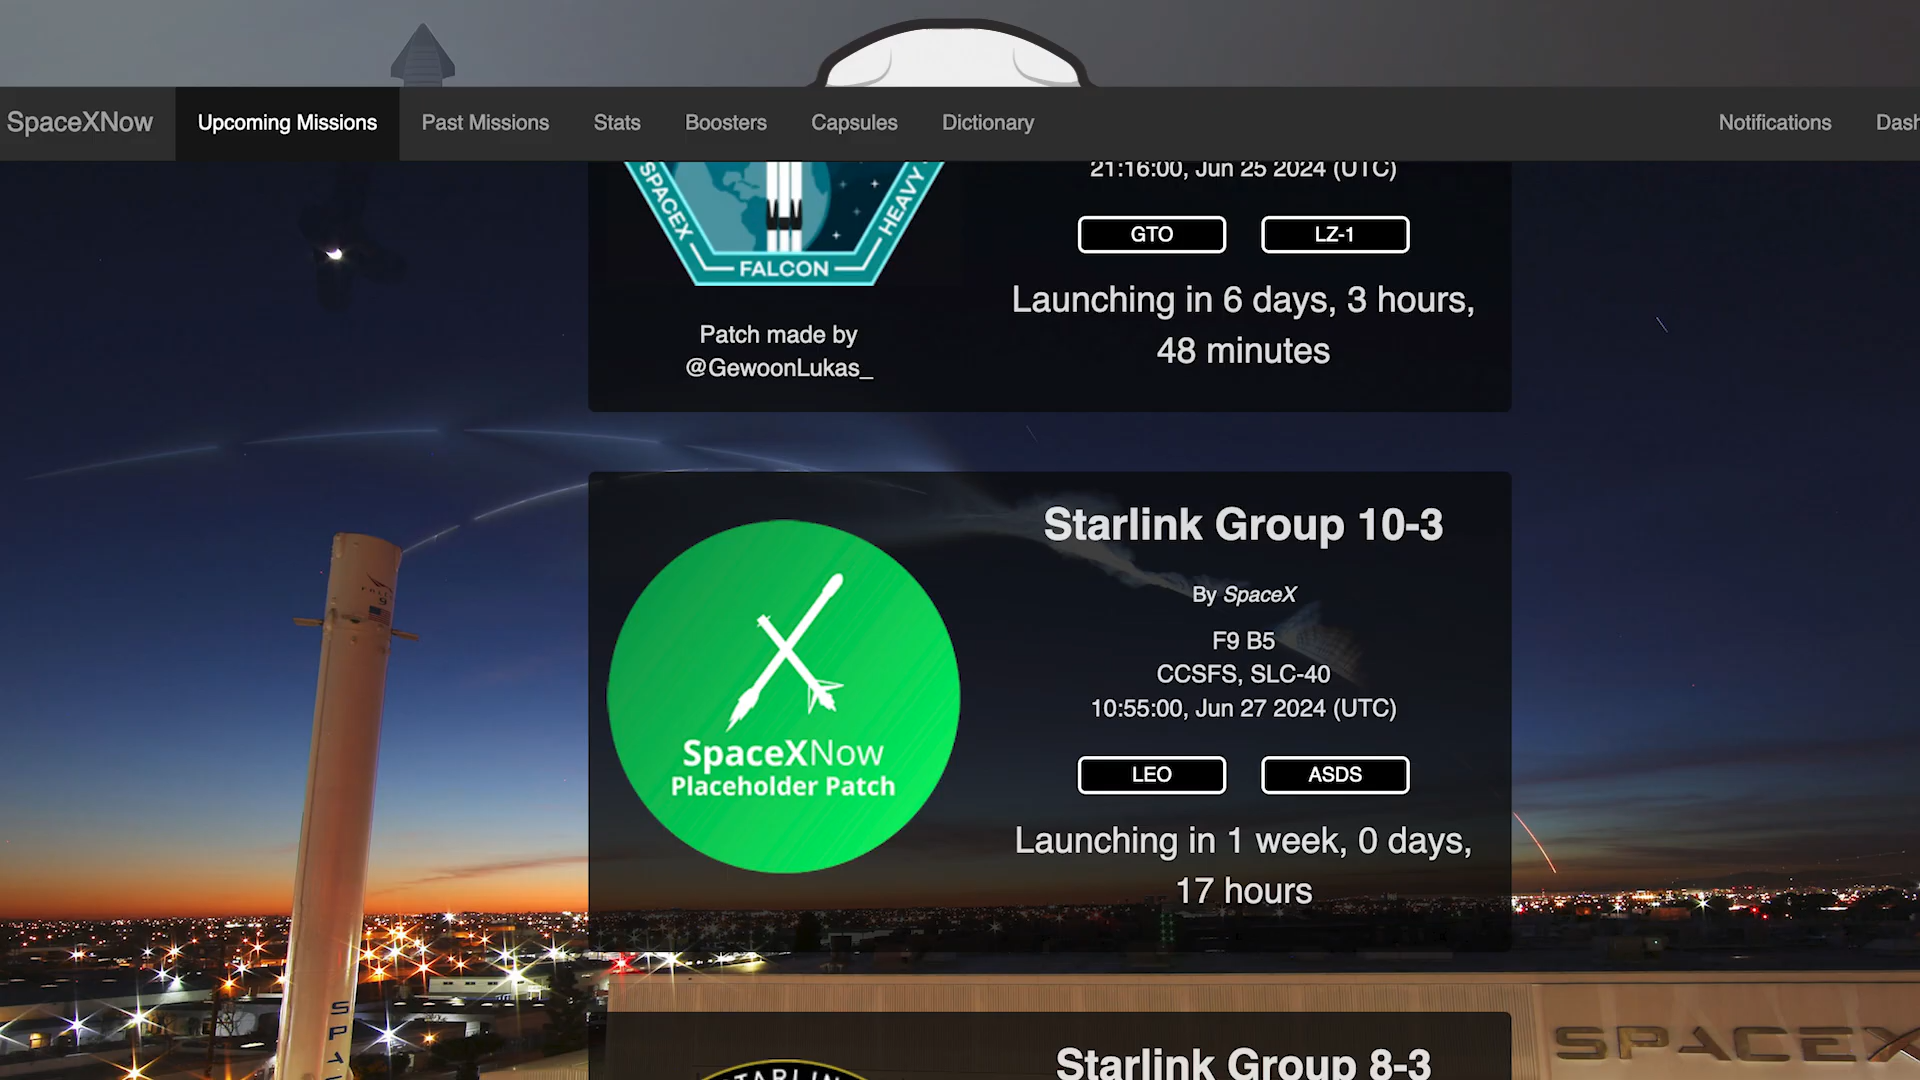 SpaceXNow
Upcoming Missions
Past Missions
Stats
Boosters
Capsules
Dictionary
Notifications
Dash
SPACEX
HEAVY
FALCON
Patch made by
@GewoonLukas_
21:16:00, Jun 25 2024 (UTC)
GTO
LZ-1
Launching in 6 days, 3 hours,
48 minutes
SpaceXNow
Placeholder Patch
Starlink Group 10-3
By SpaceX
F9 B5
CCSFS, SLC-40
10:55:00, Jun 27 2024 (UTC)
LEO
ASDS
Launching in 1 week, 0 days,
17 hours
Starlink Group 8-3
SPACEX